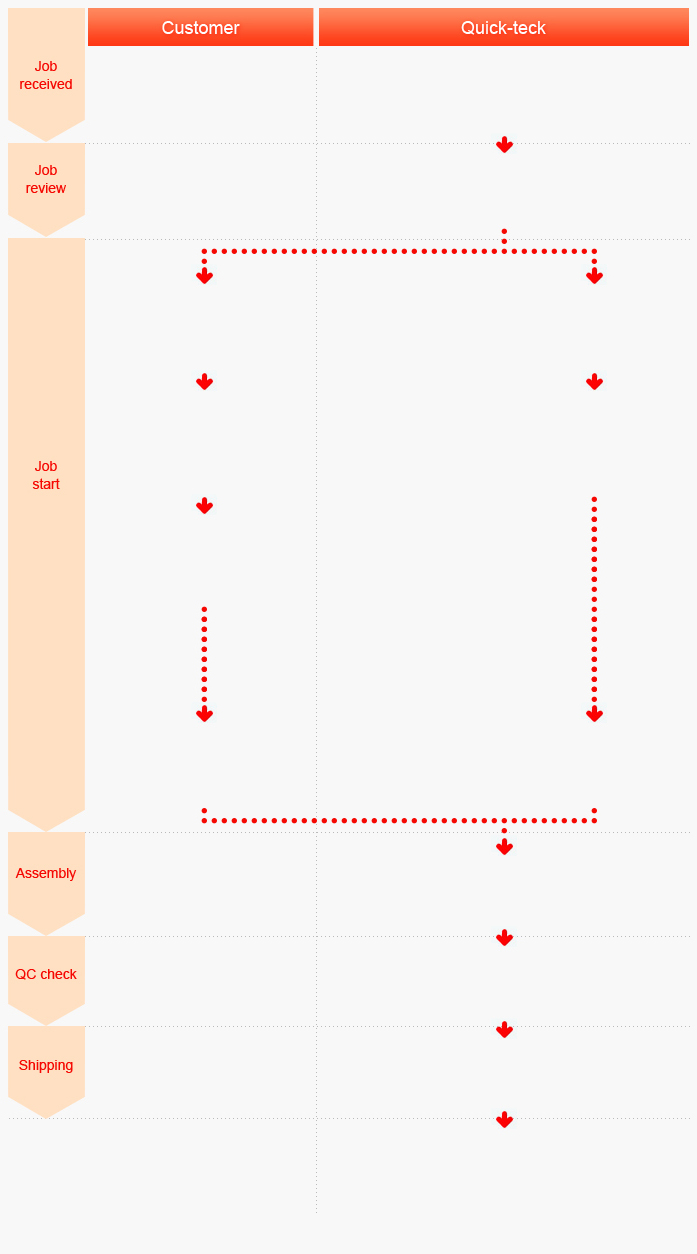 Customer
Quick-teck
Job
received
Job
review
Job
start
Assembly
QC check
Shipping